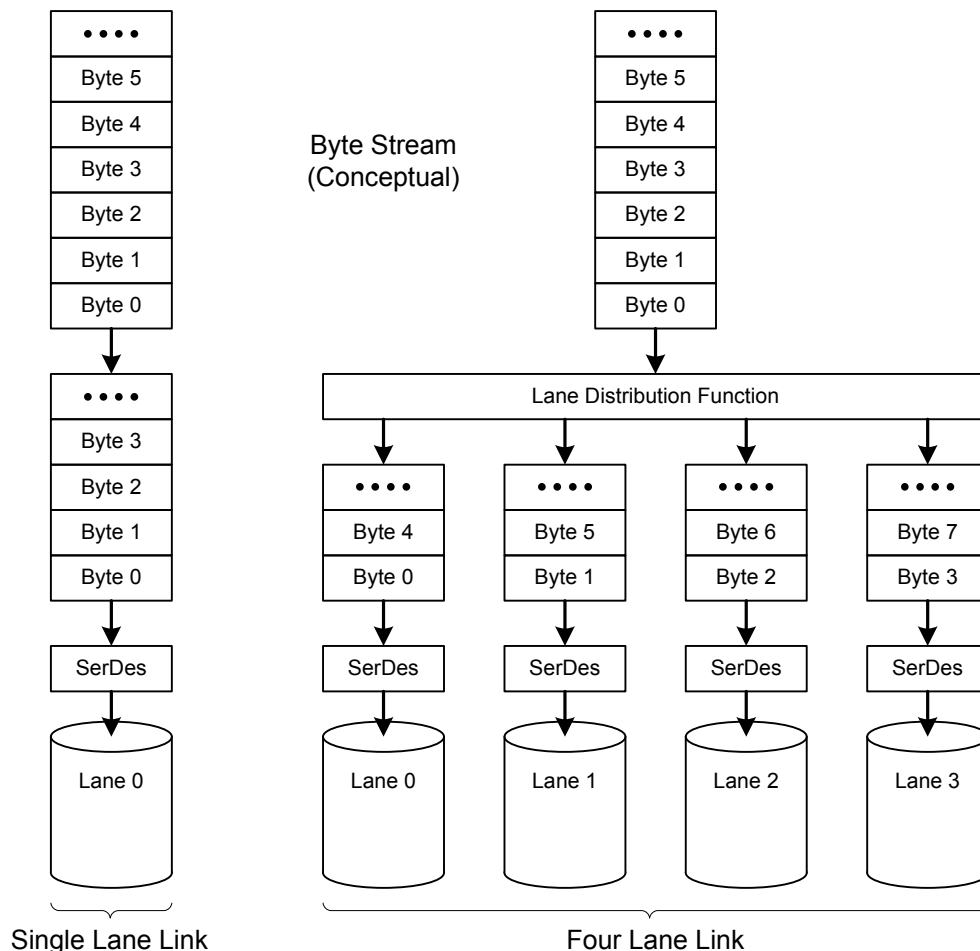 ••••
Byte 5
Byte 4
Byte 3
Byte 2
Byte 1
Byte 0
••••
Byte 3
Byte 2
Byte 1
Byte 0
SerDes
Lane 0
Single Lane Link
Byte Stream
(Conceptual)
••••
Byte 5
Byte 4
Byte 3
Byte 2
Byte 1
Byte 0
Lane Distribution Function
•••• •••• •••• ••••
Byte 4 Byte 5 Byte 6 Byte 7
Byte 0 Byte 1 Byte 2 Byte 3
SerDes SerDes SerDes SerDes
Lane 0 Lane 1 Lane 2 Lane 3
Four Lane Link